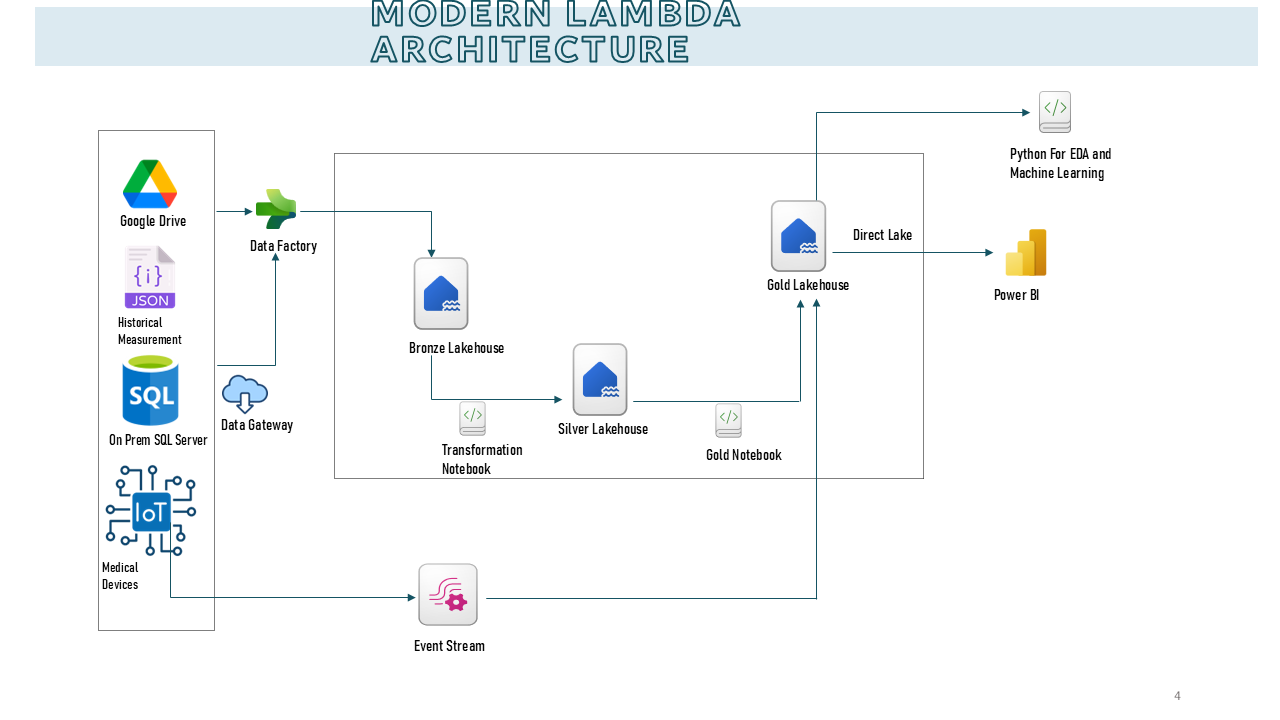 MODERN LAMBDA
ARCHITECTURE
Google Drive
{i}
JSON
Historical
Measurement
SQL
On Prem SQL Server
IoT
Medical
Devices
Data Factory
Data Gateway
Bronze Lakehouse
</>
Transformation
Notebook
Silver Lakehouse
</>
Gold Notebook
Gold Lakehouse
Direct Lake
</>
Python For EDA and
Machine Learning
Power BI
Event Stream
4